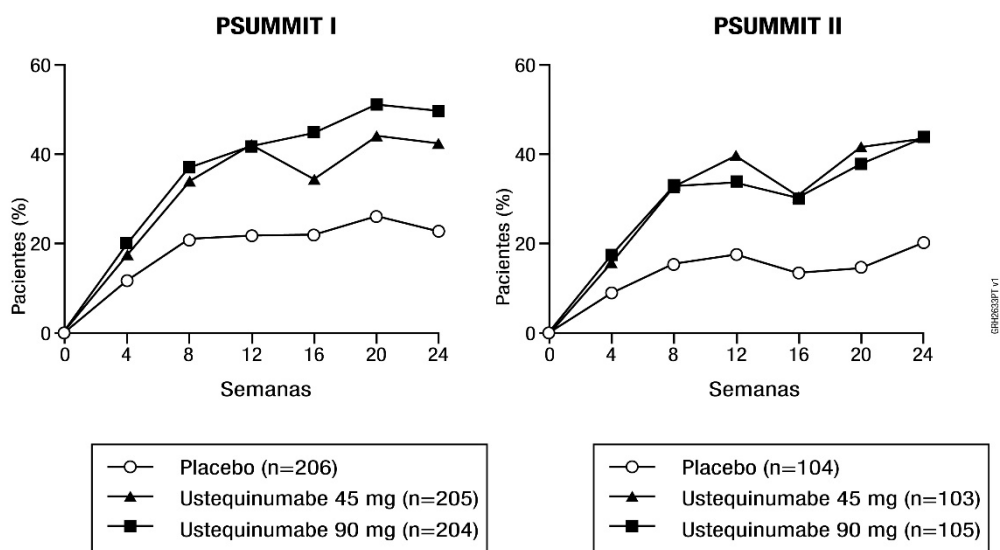 PSUMMIT I
60
40
20
0
Pacientes (%)
0 4 8 12 16 20 24
Semanas
Placebo (n=206)
Ustequinumabe 45 mg (n=205)
Ustequinumabe 90 mg (n=204)
PSUMMIT II
60
40
20
0
Pacientes (%)
0 4 8 12 16 20 24
Semanas
Placebo (n=104)
Ustequinumabe 45 mg (n=103)
Ustequinumabe 90 mg (n=105)
GRH2633PT v1